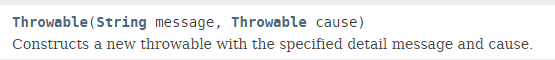 Throwable(String message, Throwable cause)
Constructs a new throwable with the specified detail message and cause.